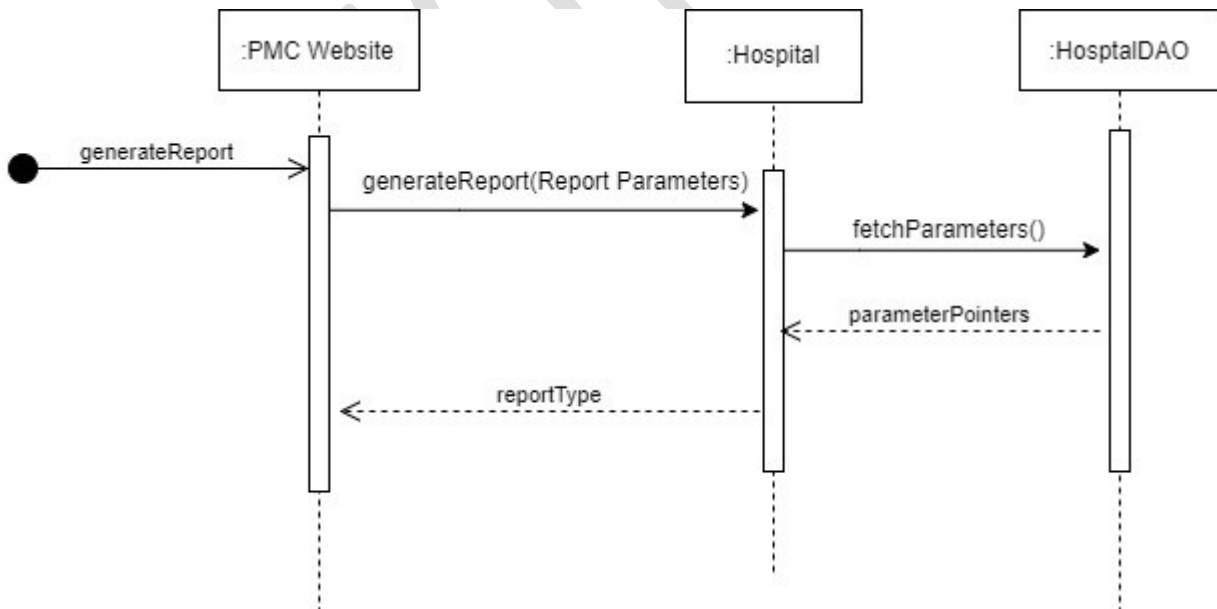 :PMC Website
:Hospital
:HosptalDAO
generateReport
generateReport(Report Parameters)
fetchParameters()
parameterPointers
reportType